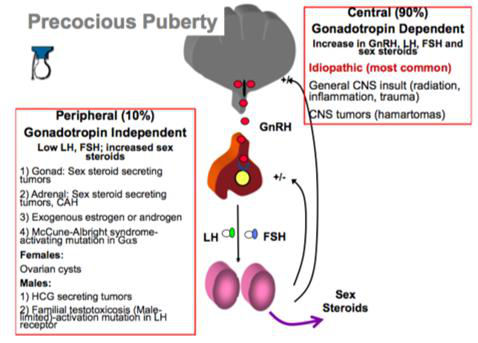 Precocious Puberty
Central (90%)
Gonadotropin Dependent
Increase in GnRH, LH, FSH and
sex steroids
Idiopathic (most common)
General CNS insult (radiation,
inflammation, trauma)
CNS tumors (hamartomas)
+/-
GnRH
+/-
LH
FSH
Sex
Steroids
Peripheral (10%)
Gonadotropin Independent
Low LH, FSH; increased sex
steroids
1) Gonad: Sex steroid secreting
tumors
2) Adrenal: Sex steroid secreting
tumors, CAH
3) Exogenous estrogen or androgen
4) McCune-Albright syndrome-
activating mutation in Gαs
Females:
Ovarian cysts
Males:
1) HCG secreting tumors
2) Familial testotoxicosis (Male-
limited)-activation mutation in LH
receptor